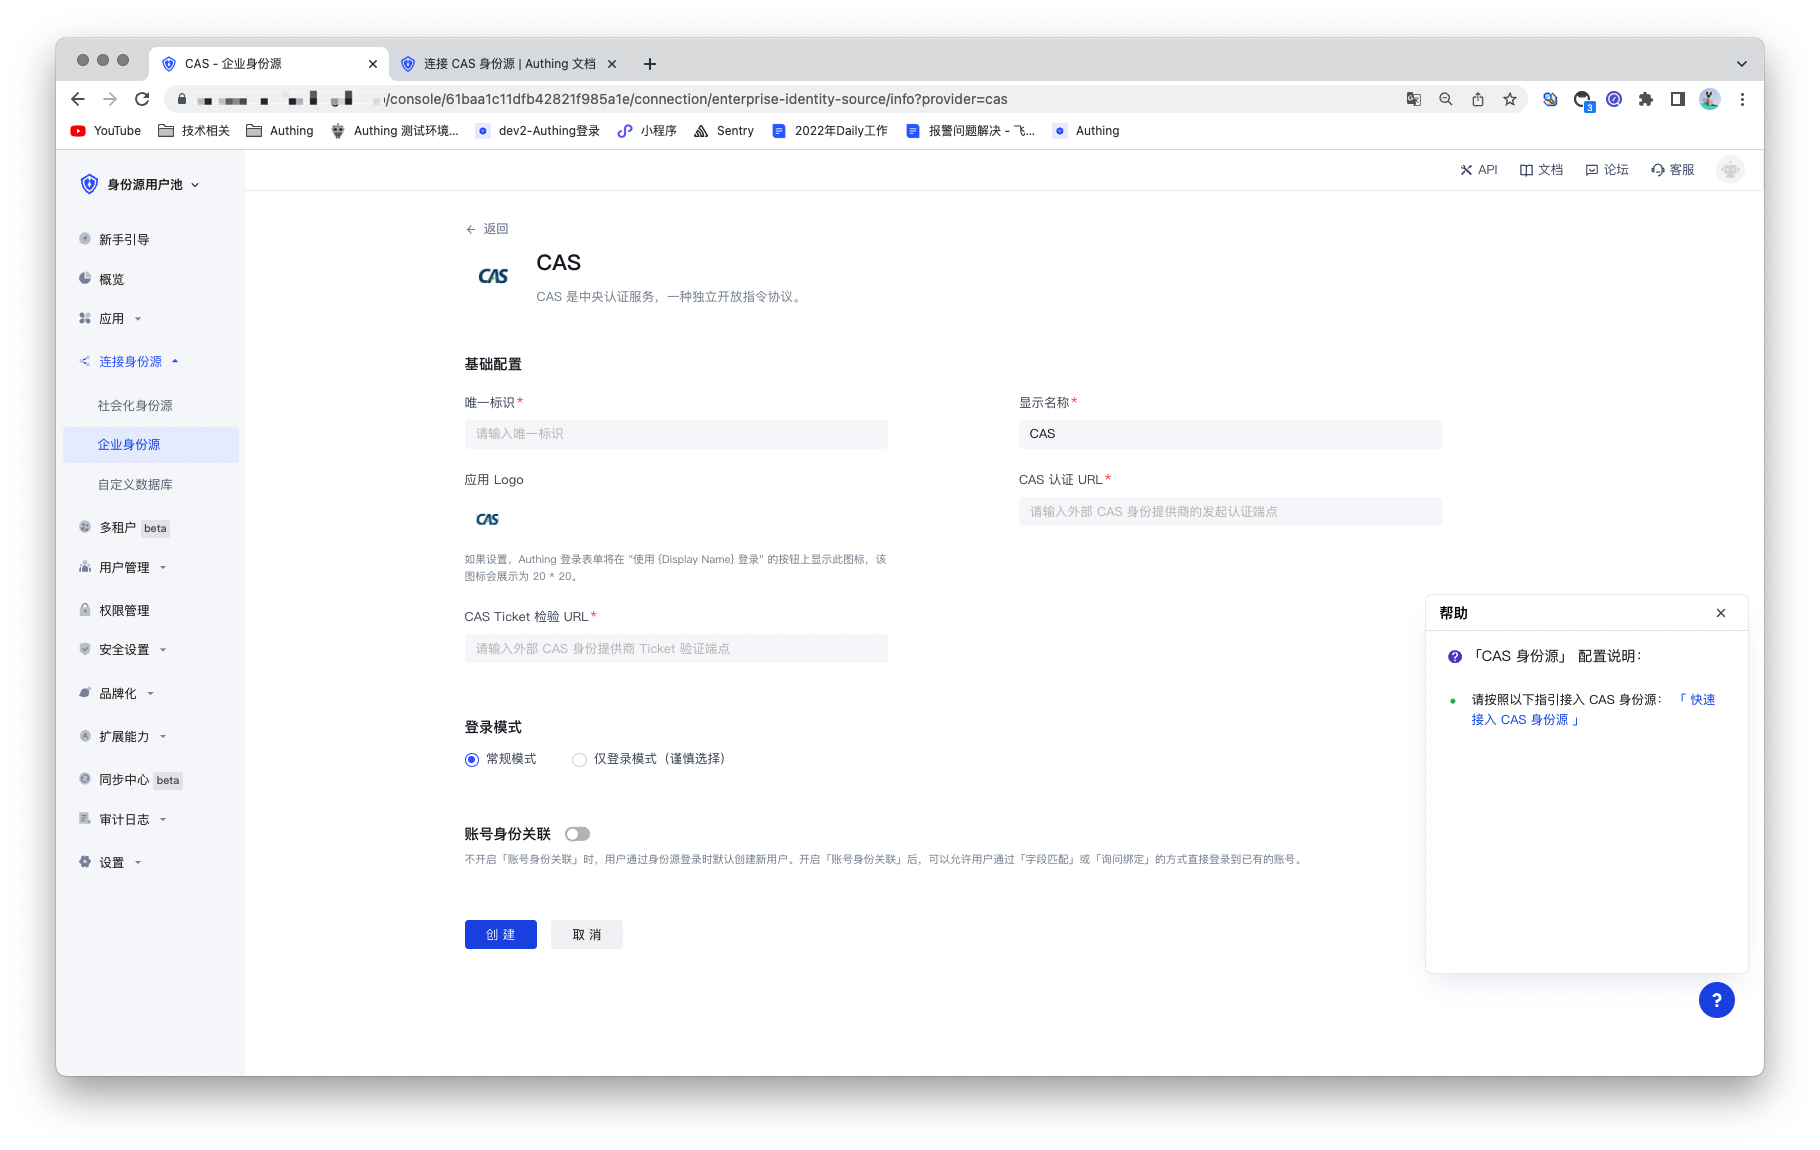 CAS - 企业身份源
连接 CAS 身份源 | Authing 文档
/console/61baa1c11dfb42821f985a1e/connection/enterprise-identity-source/info?provider=cas
3
YouTube
技术相关
Authing
Authing 测试环境...
dev2-Authing登录
小程序
Sentry
2022年Daily工作
报警问题解决 - 飞...
Authing
身份源用户池
API
文档
论坛
客服
新手引导
概览
应用
连接身份源
社会化身份源
企业身份源
自定义数据库
多租户 beta
用户管理
权限管理
安全设置
品牌化
扩展能力
同步中心 beta
审计日志
设置
返回
CAS
CAS
CAS 是中央认证服务，一种独立开放指令协议。
基础配置
唯一标识*
请输入唯一标识
显示名称*
CAS
应用 Logo
CAS
如果设置，Authing 登录表单将在 "使用 {Display Name} 登录" 的按钮上显示此图标，该
图标会展示为 20 * 20。
CAS 认证 URL*
请输入外部 CAS 身份提供商的发起认证端点
CAS Ticket 检验 URL*
请输入外部 CAS 身份提供商 Ticket 验证端点
登录模式
常规模式
仅登录模式（谨慎选择）
账号身份关联
不开启「账号身份关联」时，用户通过身份源登录时默认创建新用户。开启「账号身份关联」后，可以允许用户通过「字段匹配」或「询问绑定」的方式直接登录到已有的账号。
创 建
取 消
帮助
「CAS 身份源」 配置说明：
请按照以下指引接入 CAS 身份源： 「 快速
接入 CAS 身份源 」
?